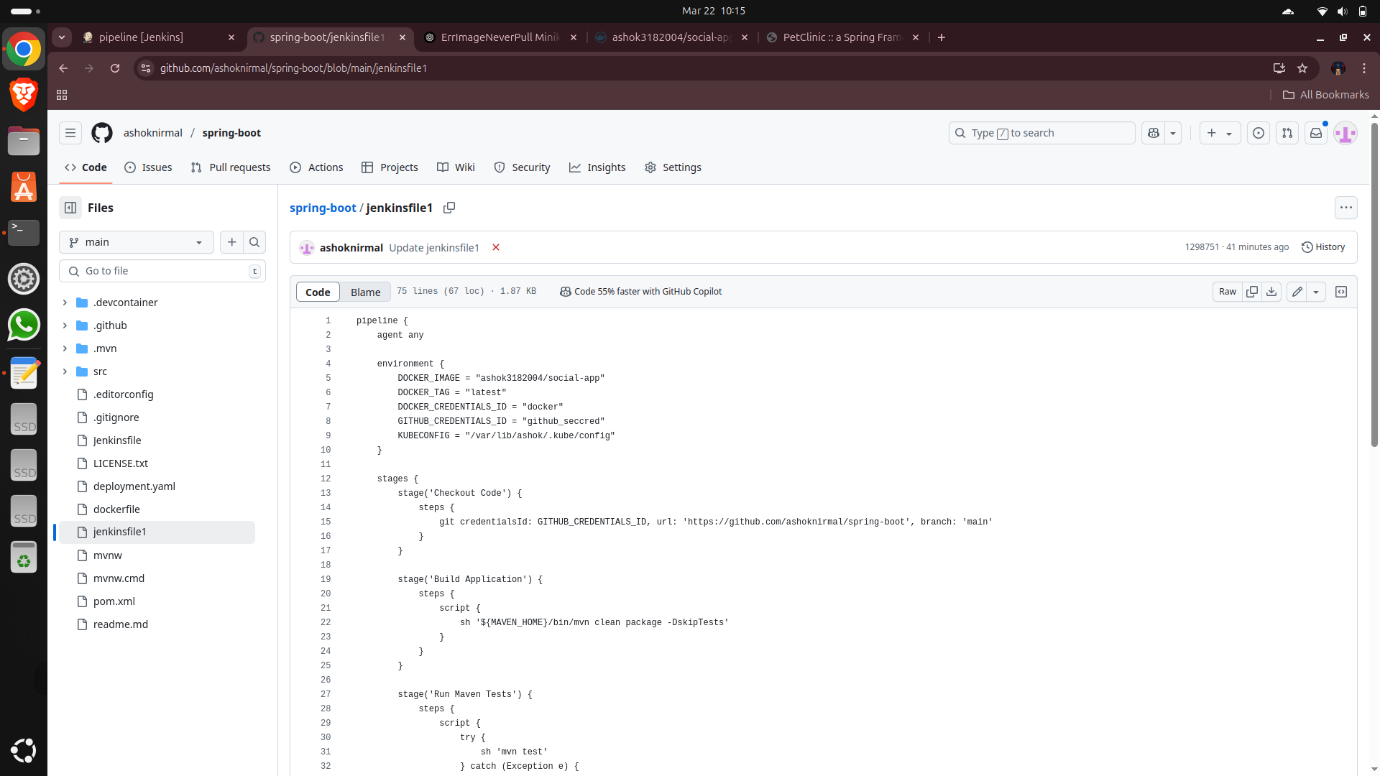 Mar 22 10:15
pipeline [Jenkins]
spring-boot/jenkinsfile1
ErrImageNeverPull Minik
ashok3182004/social-ap
PetClinic :: a Spring Fram
github.com/ashoknirmal/spring-boot/blob/main/jenkinsfile1
All Bookmarks
ashoknirmal / spring-boot
Type / to search
Code
Issues
Pull requests
Actions
Projects
Wiki
Security
Insights
Settings
Files
main
Go to file
t
.devcontainer
.github
.mvn
src
.editorconfig
.gitignore
Jenkinsfile
LICENSE.txt
deployment.yaml
dockerfile
jenkinsfile1
mvnw
mvnw.cmd
pom.xml
readme.md
spring-boot / jenkinsfile1
ashoknirmal Update jenkinsfile1
1298751 · 41 minutes ago
History
Code Blame 75 lines (67 loc) · 1.87 KB
Code 55% faster with GitHub Copilot
Raw
1 pipeline {
2     agent any
3
4     environment {
5         DOCKER_IMAGE = "ashok3182004/social-app"
6         DOCKER_TAG = "latest"
7         DOCKER_CREDENTIALS_ID = "docker"
8         GITHUB_CREDENTIALS_ID = "github_seccred"
9         KUBECONFIG = "/var/lib/ashok/.kube/config"
10     }
11
12     stages {
13         stage('Checkout Code') {
14             steps {
15                 git credentialsId: GITHUB_CREDENTIALS_ID, url: 'https://github.com/ashoknirmal/spring-boot', branch: 'main'
16             }
17         }
18
19         stage('Build Application') {
20             steps {
21                 script {
22                     sh '${MAVEN_HOME}/bin/mvn clean package -DskipTests'
23                 }
24             }
25         }
26
27         stage('Run Maven Tests') {
28             steps {
29                 script {
30                     try {
31                         sh 'mvn test'
32                     } catch (Exception e) {
SSD
SSD
SSD